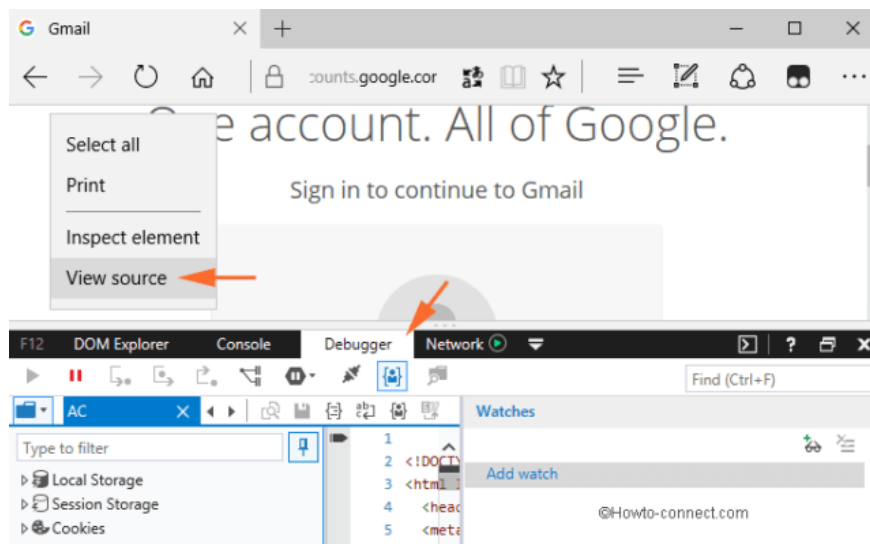 Gmail
counts.google.cor
e account. All of Google.
Sign in to continue to Gmail
Select all
Print
Inspect element
View source
F12 DOM Explorer Console Debugger Network
?
Find (Ctrl+F)
AC
Watches
Type to filter
Add watch
Local Storage
Session Storage
Cookies
1
2 <!DOCTY
3 <html
4 <head
5 <meta
©Howto-connect.com